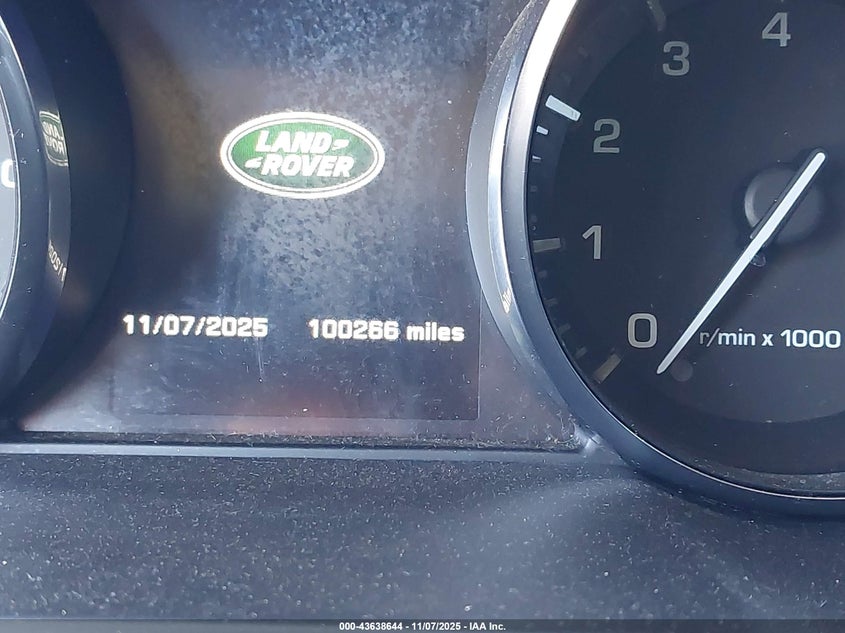 LAND
ROVER
11/07/2025 100266 miles
4
3
2
1
0
r/min x 1000
000-43638644 - 11/07/2025 - IAA Inc.